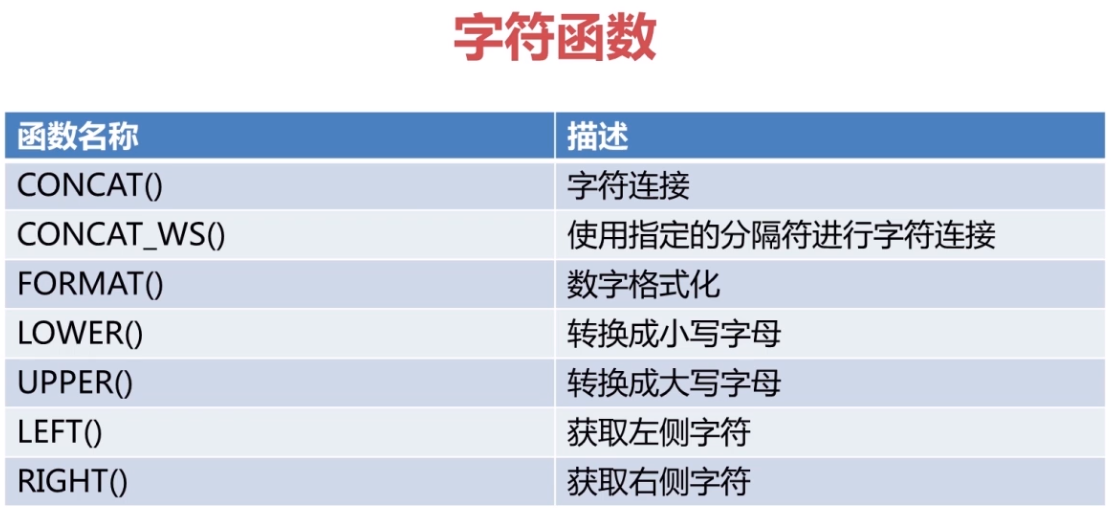 字符函数
函数名称 描述
CONCAT() 字符连接
CONCAT_WS() 使用指定的分隔符进行字符连接
FORMAT() 数字格式化
LOWER() 转换成小写字母
UPPER() 转换成大写字母
LEFT() 获取左侧字符
RIGHT() 获取右侧字符